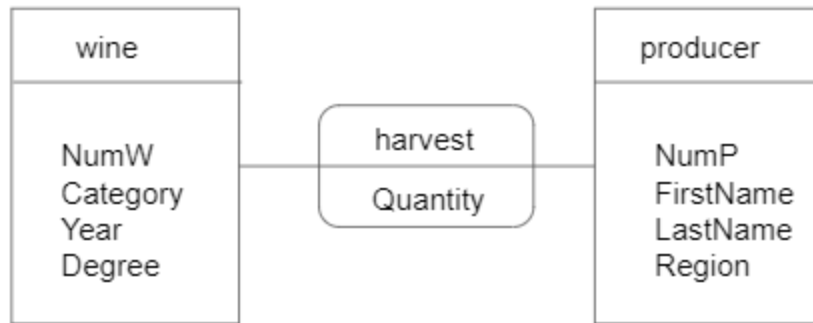 wine
NumW
Category
Year
Degree
harvest
Quantity
producer
NumP
FirstName
LastName
Region